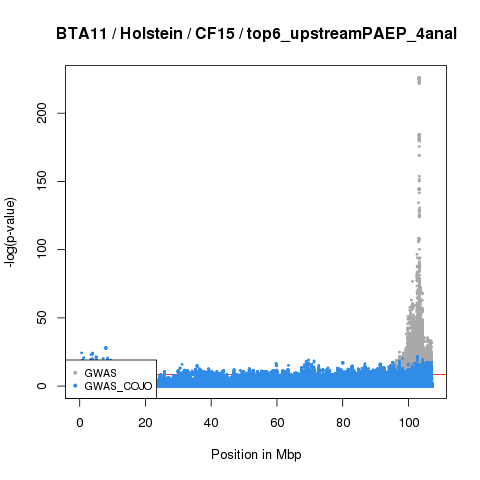 BTA11 / Holstein / CF15 / top6_upstreamPAEP_4anal
-log(p-value)
200
150
100
50
0
GWAS
GWAS_COJO
0 20 40 60 80 100
Position in Mbp